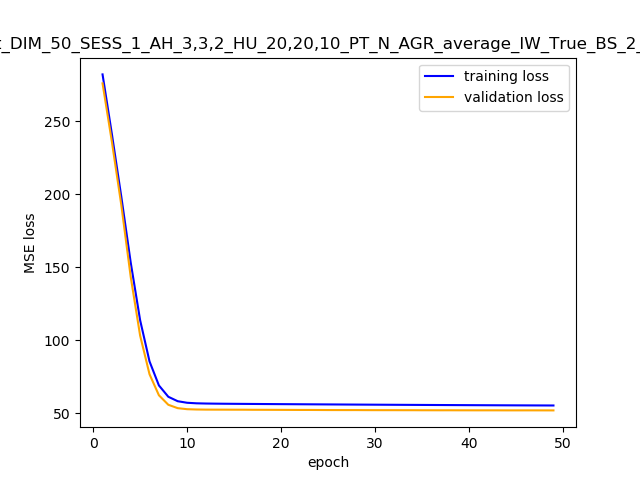 t_DIM_50_SESS_1_AH_3,3,2_HU_20,20,10_PT_N_AGR_average_IW_True_BS_2_
training loss
validation loss
250
200
150
100
50
MSE loss
0 10 20 30 40 50
epoch